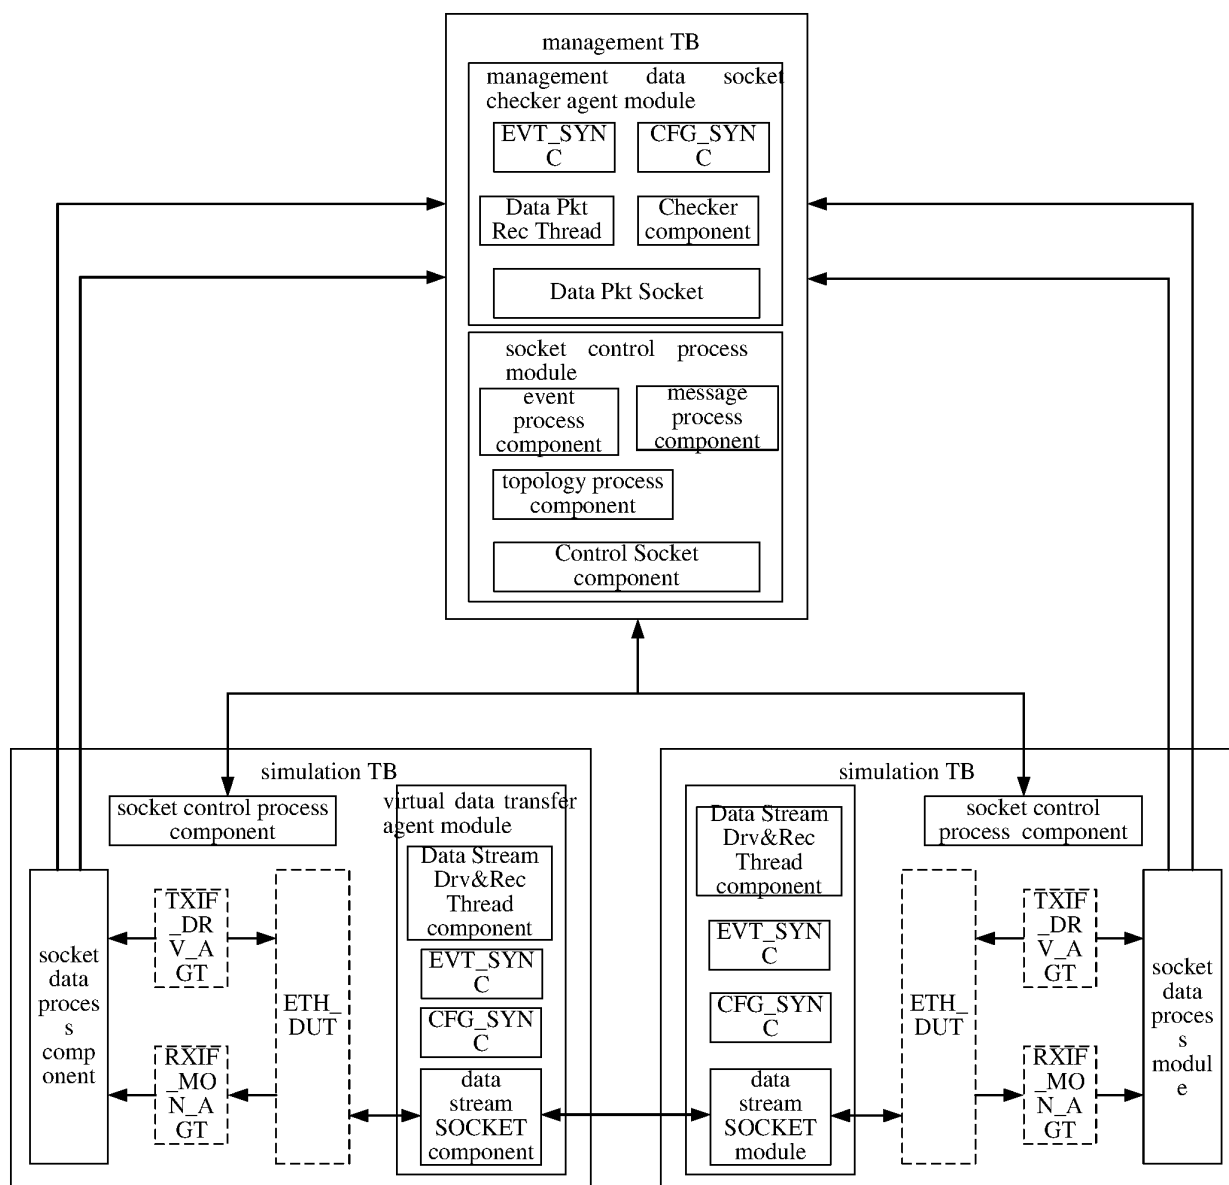 management TB
management data socket
checker agent module
EVT_SYN
C
CFG_SYN
C
Data Pkt
Rec Thread
Checker
component
Data Pkt Socket
socket control process
module
event
process
component
message
process
component
topology process
component
Control Socket
component
simulation TB
socket control process
component
virtual data transfer
agent module
Data Stream
Drv&Rec
Thread
component
EVT_SYN
C
CFG_SYN
C
data
stream
SOCKET
component
socket
data
proces
s
comp
onent
TXIF
_DR
V_A
GT
RXIF
_MO
N_A
GT
ETH_
DUT
simulation TB
Data Stream
Drv&Rec
Thread
component
EVT_SYN
C
CFG_SYN
C
data
stream
SOCKET
module
socket control
process component
ETH_
DUT
TXIF
_DR
V_A
GT
RXIF
_MO
N_A
GT
socket
data
proces
s
modul
e